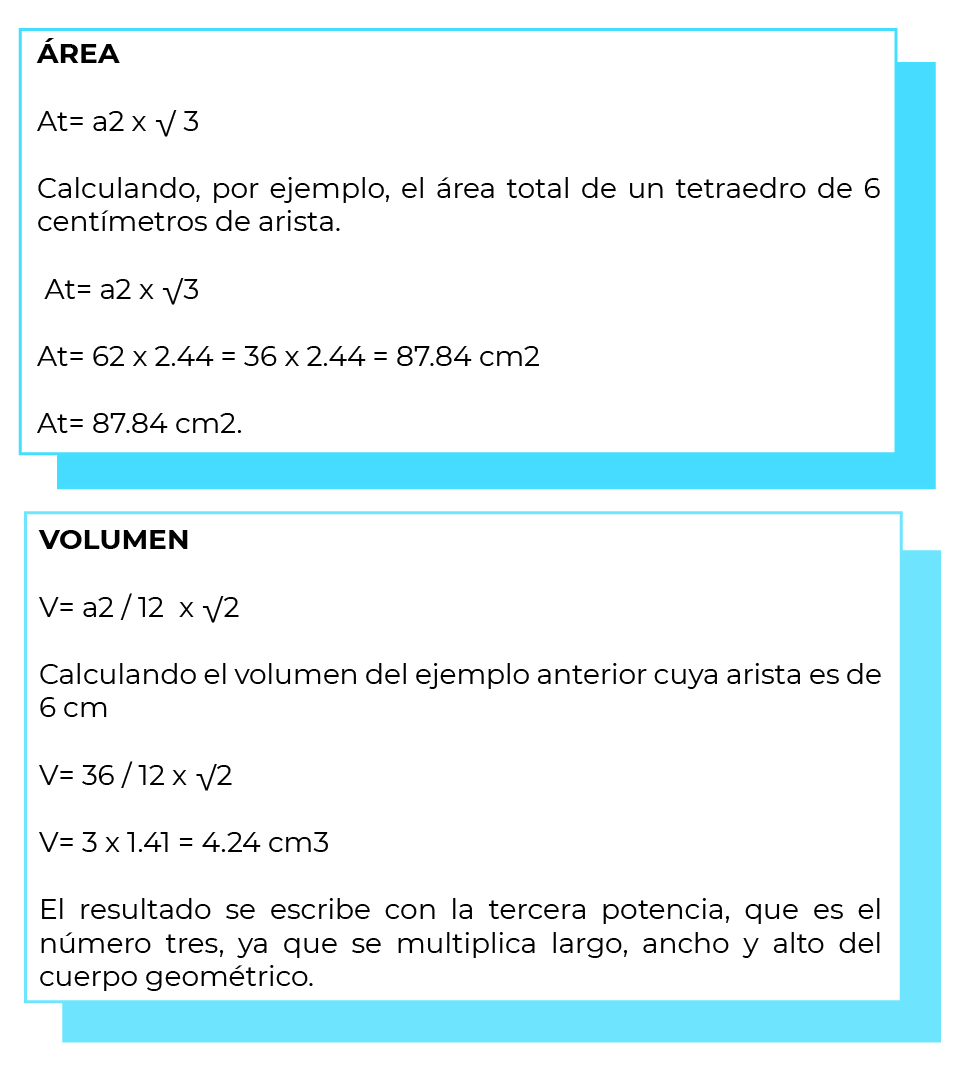 ÁREA
At= a2 x √ 3
Calculando, por ejemplo, el área total de un tetraedro de 6
centímetros de arista.
At= a2 x √3
At= 62 x 2.44 = 36 x 2.44 = 87.84 cm2
At= 87.84 cm2.
VOLUMEN
V= a2 / 12 x √2
Calculando el volumen del ejemplo anterior cuya arista es de
6 cm
V= 36 / 12 x √2
V= 3 x 1.41 = 4.24 cm3
El resultado se escribe con la tercera potencia, que es el
número tres, ya que se multiplica largo, ancho y alto del
cuerpo geométrico.